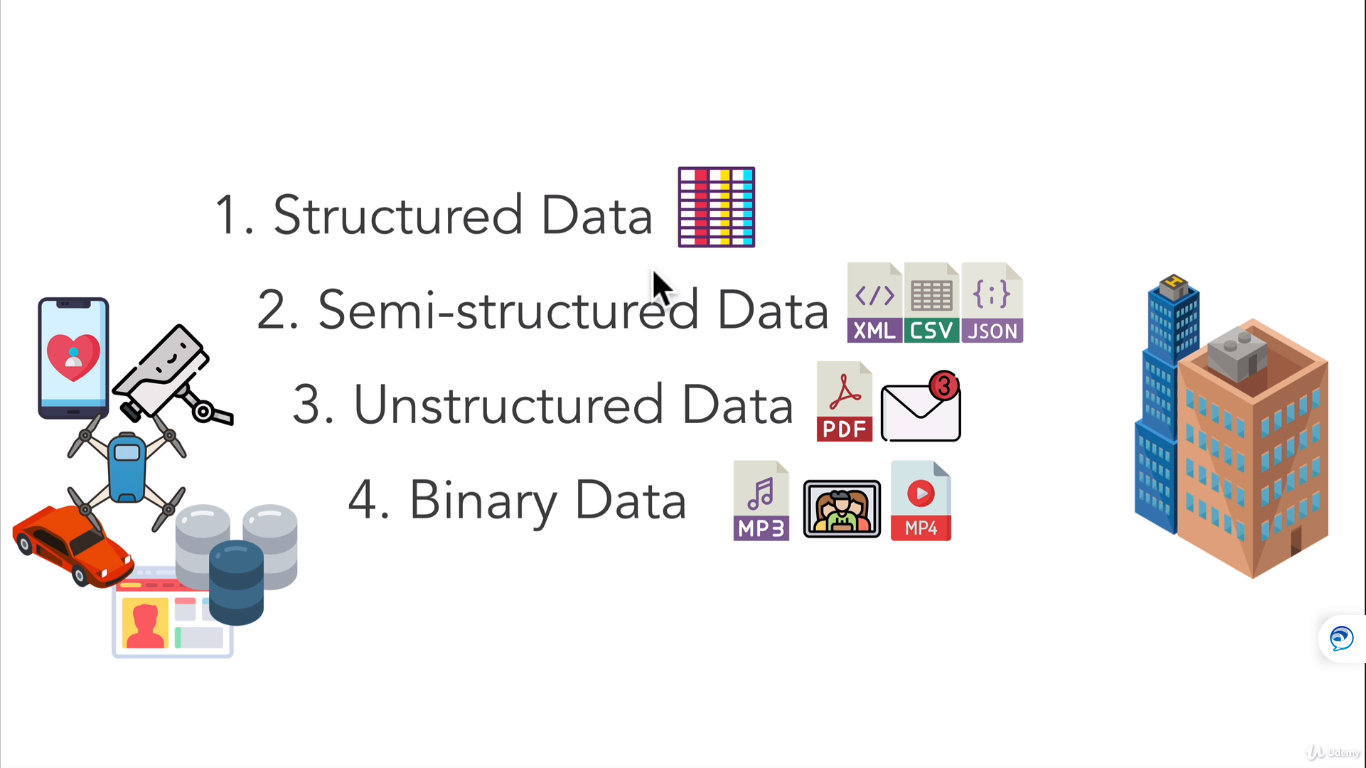 1. Structured Data
2. Semi-structured Data
XML CSV JSON
3. Unstructured Data
PDF
3
4. Binary Data
MP3
MP4
H
Udemy